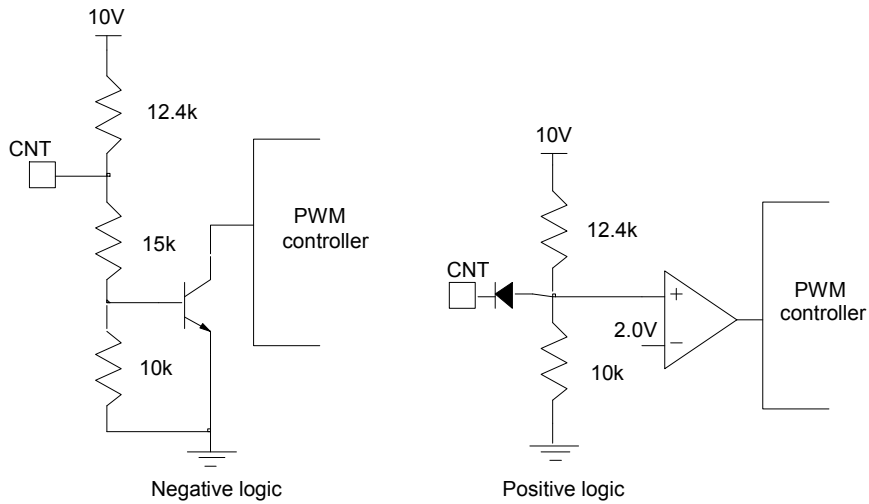 10V
12.4k
CNT
15k
10k
PWM
controller
Negative logic
10V
12.4k
CNT
+
2.0V
−
10k
PWM
controller
Positive logic